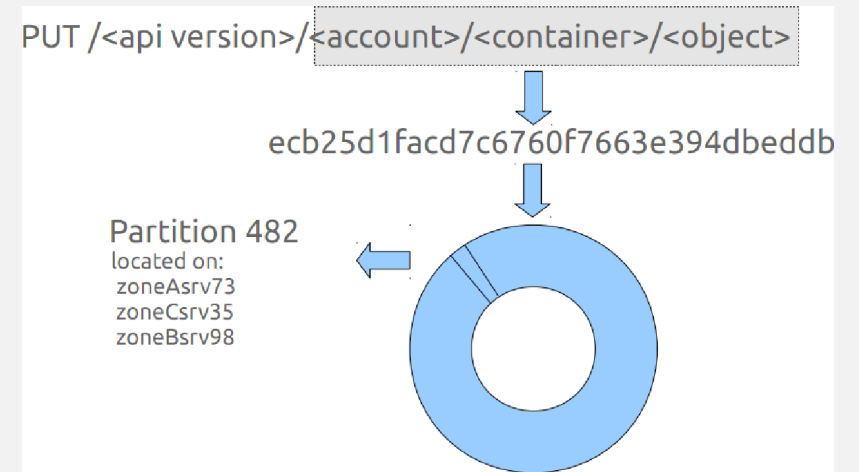 PUT /<api version>/<account>/<container>/<object>
ecb25d1facd7c6760f7663e394dbeddb
Partition 482
located on:
zoneAsrv73
zoneCsrv35
zoneBsrv98